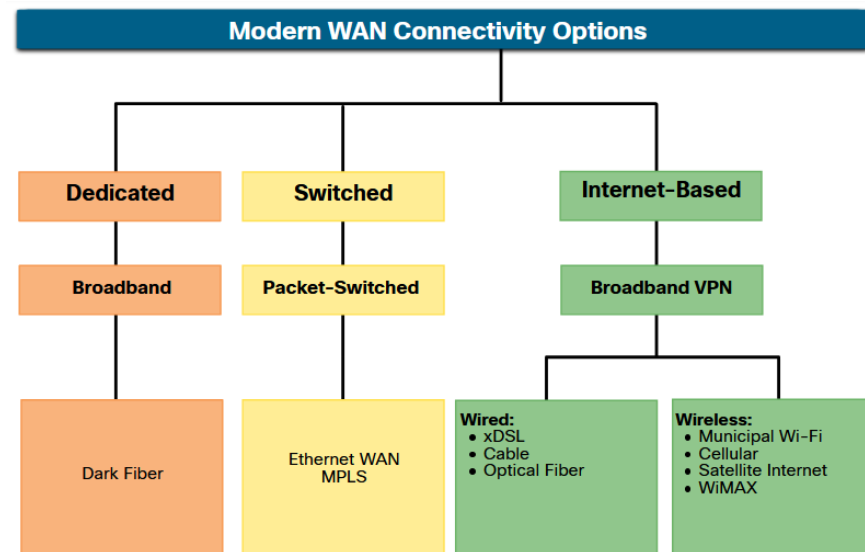 Modern WAN Connectivity Options
Dedicated
Switched
Internet-Based
Broadband
Packet-Switched
Broadband VPN
Dark Fiber
Ethernet WAN
MPLS
Wired:
• xDSL
• Cable
• Optical Fiber
Wireless:
• Municipal Wi-Fi
• Cellular
• Satellite Internet
• WiMAX